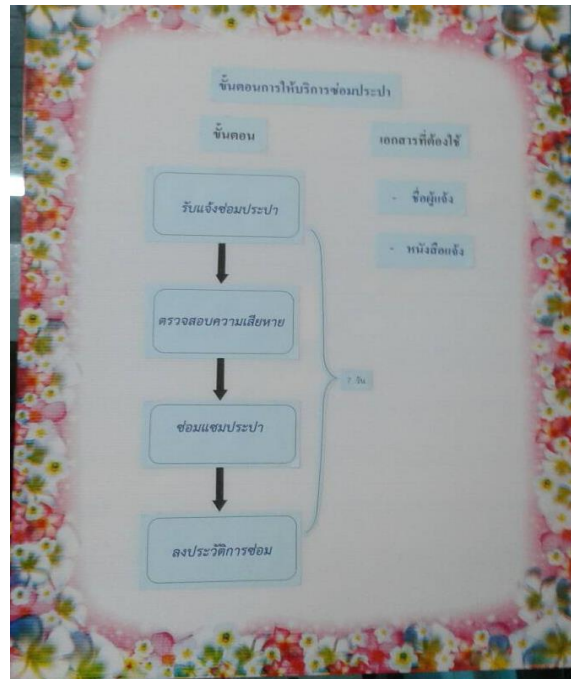 ขั้นตอนการให้บริการซ่อมประปา
ขั้นตอน
เอกสารที่ต้องใช้
รับแจ้งซ่อมประปา
- ชื่อผู้แจ้ง
- หนังสือแจ้ง
ตรวจสอบความเสียหาย
7 วัน
ซ่อมแซมประปา
ลงประวัติการซ่อม